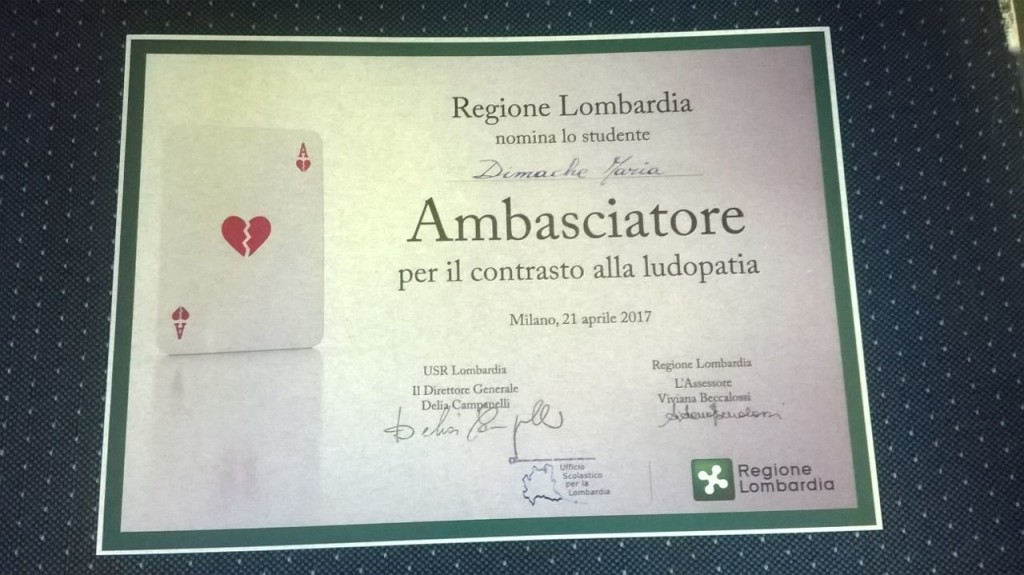 A
A
Regione Lombardia
nomina lo studente
Dimache Maria
Ambasciatore
per il contrasto alla ludopatia
Milano, 21 aprile 2017
USR Lombardia
Il Direttore Generale
Delia Campanelli
Regione Lombardia
L'Assessore
Viviana Beccalossi
Ufficio
Scolastico
per la
Lombardia
Regione
Lombardia